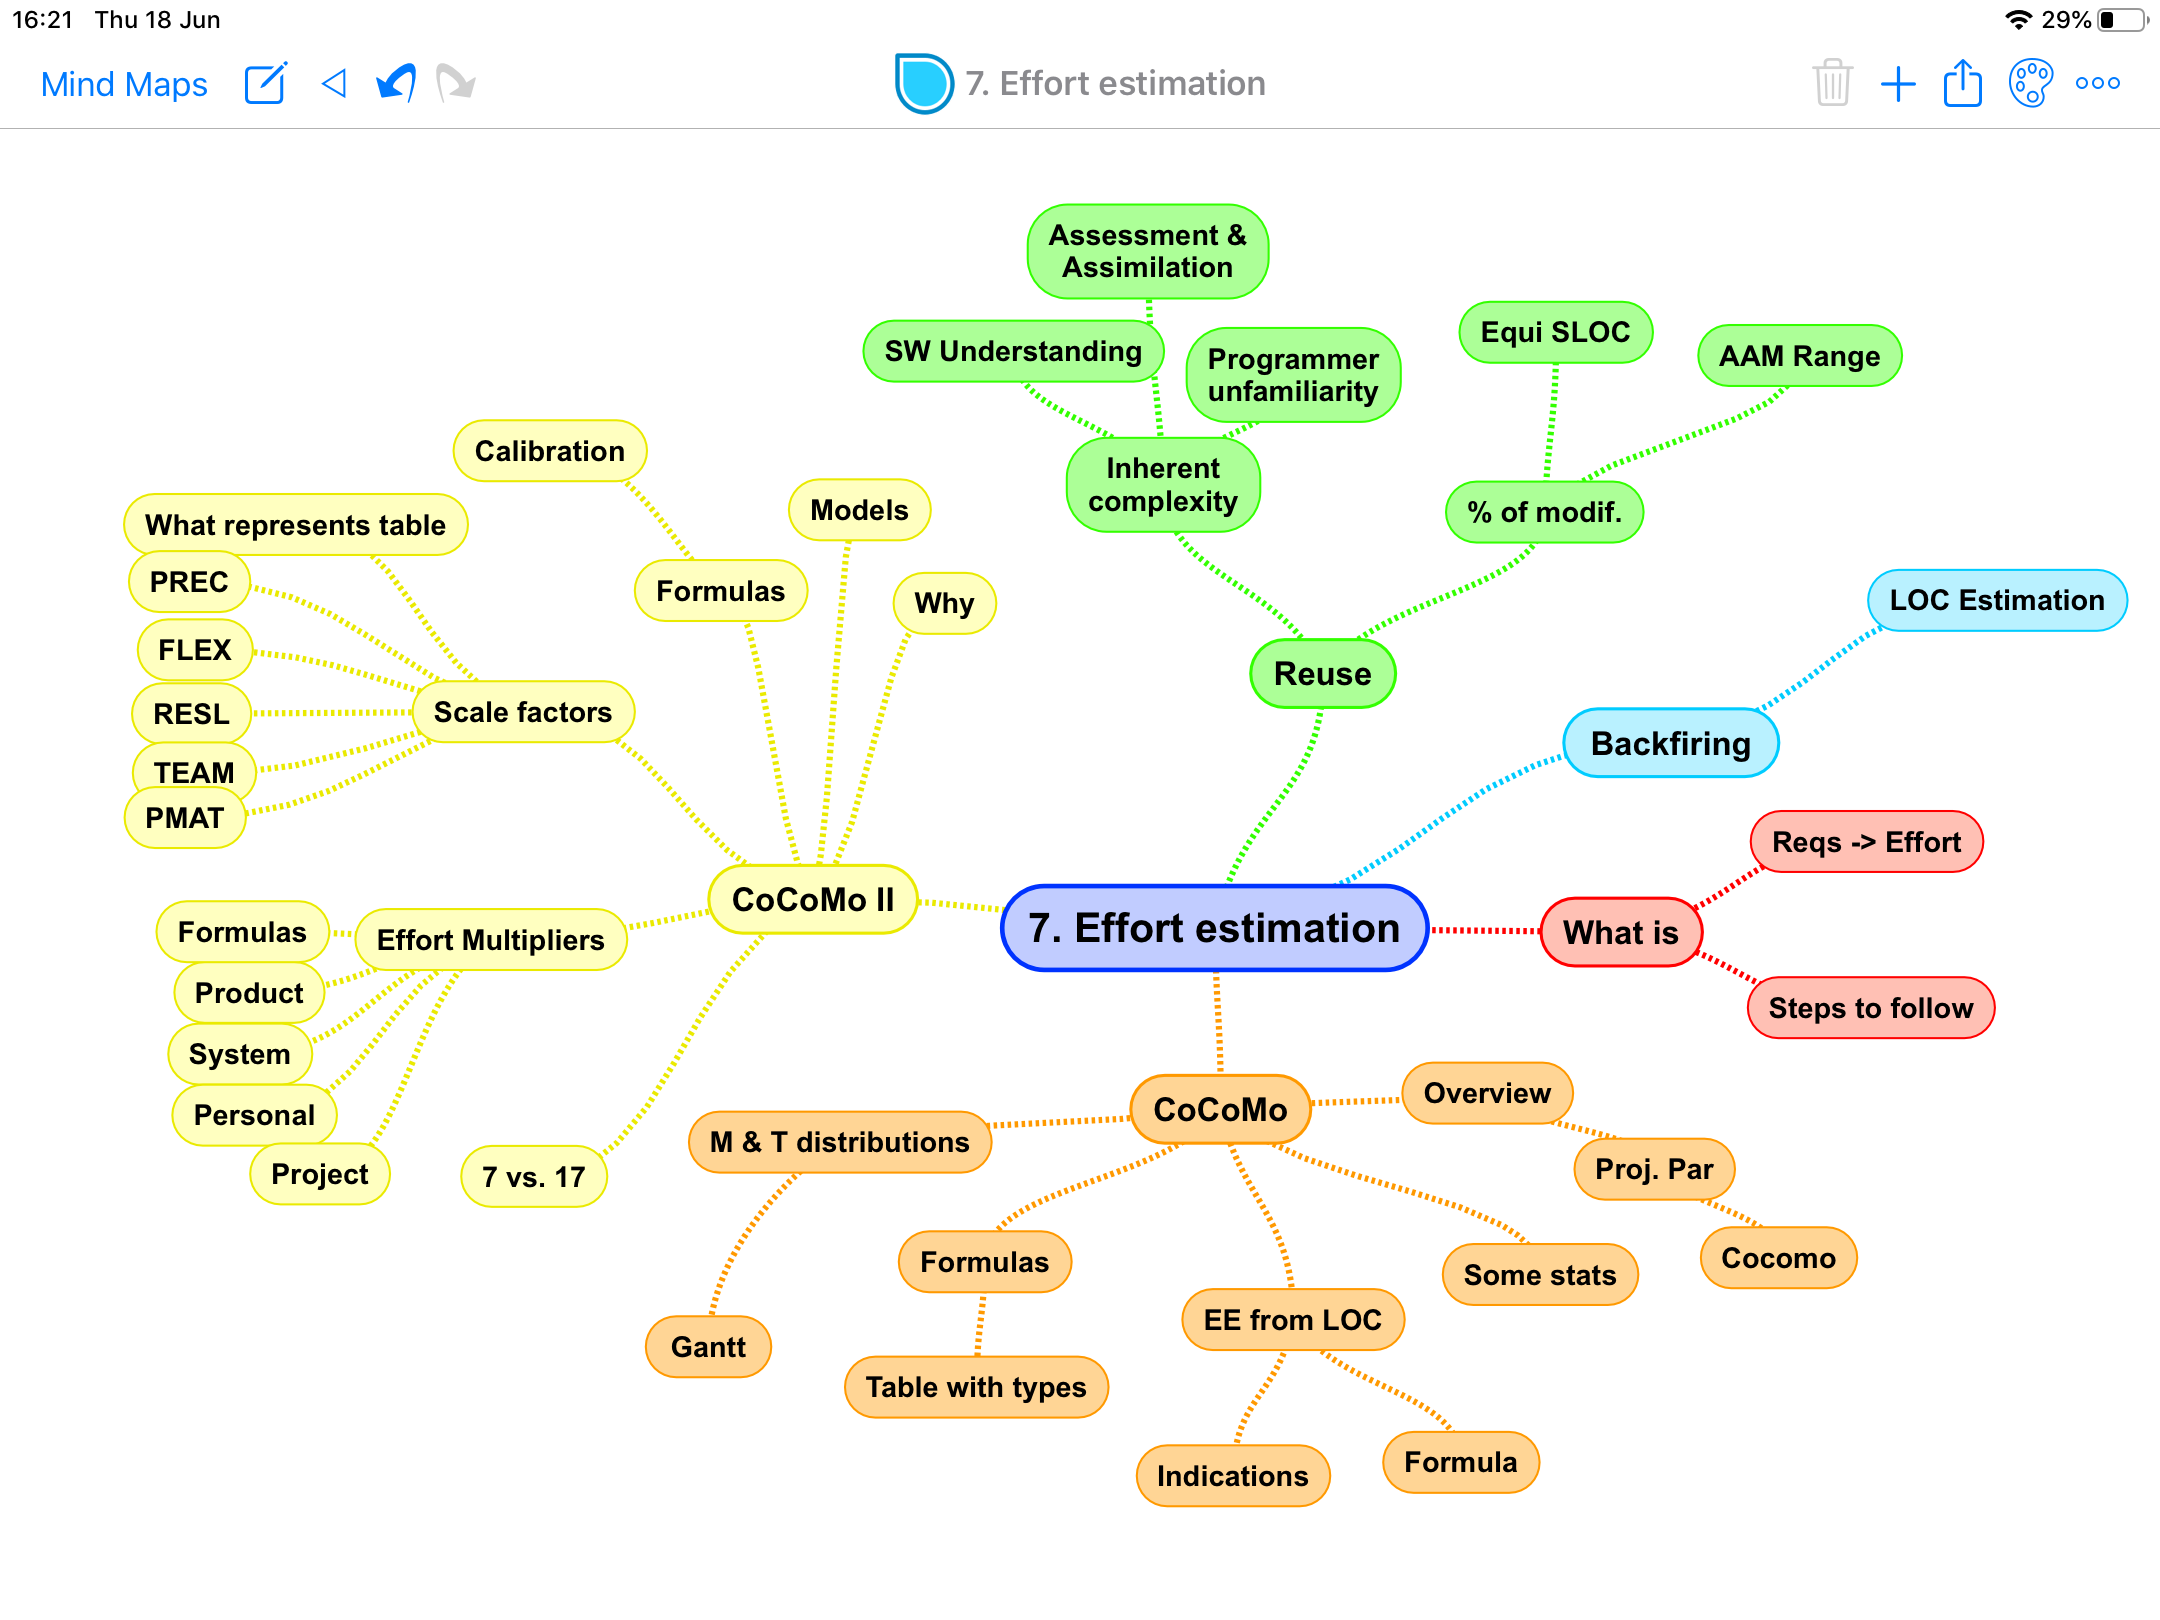 16:21 Thu 18 Jun
29%
Mind Maps
7. Effort estimation
Assessment &
Assimilation
SW Understanding
Programmer
unfamiliarity
Equi SLOC
AAM Range
Inherent
complexity
% of modif.
Reuse
Calibration
Models
Formulas
Why
What represents table
PREC
FLEX
RESL
TEAM
PMAT
Scale factors
CoCoMo II
Effort Multipliers
Formulas
Product
System
Personal
Project
7 vs. 17
LOC Estimation
Backfiring
7. Effort estimation
Reqs -> Effort
What is
Steps to follow
CoCoMo
Overview
Proj. Par
Cocomo
M & T distributions
Gantt
Formulas
Table with types
EE from LOC
Some stats
Indications
Formula